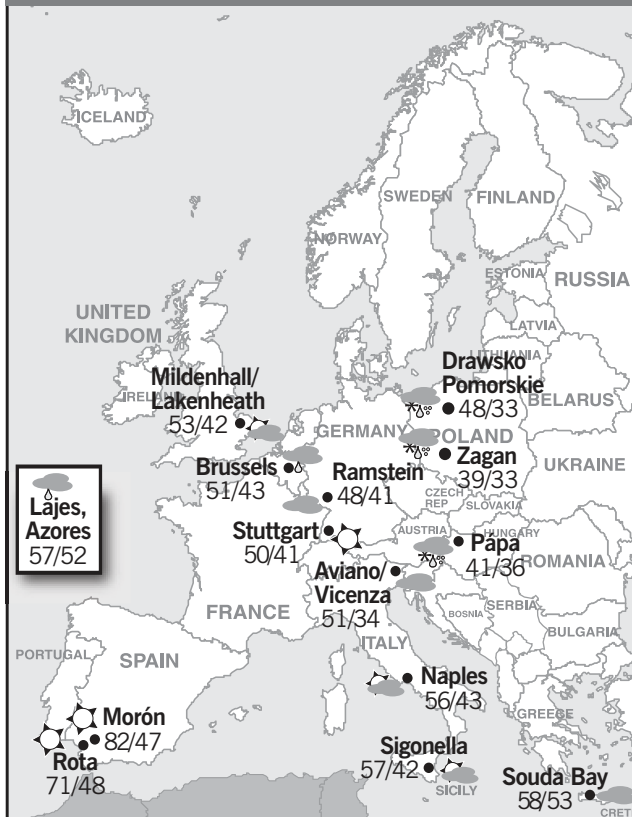 ICELAND
SWEDEN
FINLAND
NORWAY
ESTONIA
RUSSIA
LATVIA
LITHUANIA
UNITED
KINGDOM
IRELAND
Mildenhall/
Lakenheath
53/42
Drawsko
Pomorskie
48/33
BELARUS
GERMANY
POLAND
Zagan
39/33
UKRAINE
Brussels
51/43
Ramstein
48/41
CZECH
REP
SLOVAKIA
Lajes,
Azores
57/52
Stuttgart
50/41
AUSTRIA
HUNGARY
Pápa
41/36
ROMANIA
Aviano/
Vicenza
51/34
FRANCE
BOSNIA
SERBIA
BULGARIA
ITALY
PORTUGAL
SPAIN
Naples
56/43
GREECE
Morón
82/47
Rota
71/48
Sigonella
57/42
SICILY
Souda Bay
58/53
CRET